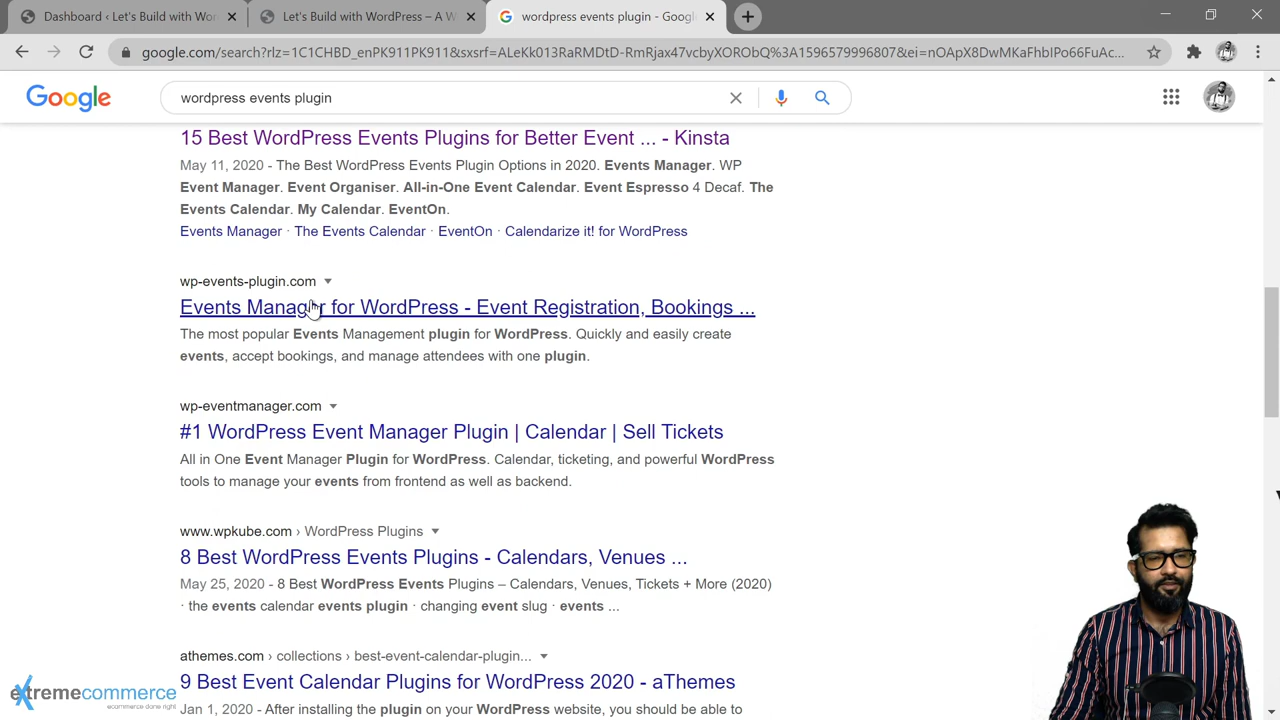 Dashboard ‹ Let's Build with Wor
Let's Build with WordPress – A W
wordpress events plugin - Google
google.com/search?rlz=1C1CHBD_enPK911PK911&sxsrf=ALeKk013RaRMDtD-RmRjax47vcbyXORObQ%3A1596579996807&ei=nOApX8DwMKaFhbIPo66FuAc...
Google
wordpress events plugin
15 Best WordPress Events Plugins for Better Event ... - Kinsta
May 11, 2020 - The Best WordPress Events Plugin Options in 2020. Events Manager. WP
Event Manager. Event Organiser. All-in-One Event Calendar. Event Espresso 4 Decaf. The
Events Calendar. My Calendar. EventOn.
Events Manager · The Events Calendar · EventOn · Calendarize it! for WordPress
wp-events-plugin.com
Events Manager for WordPress - Event Registration, Bookings ...
The most popular Events Management plugin for WordPress. Quickly and easily create
events, accept bookings, and manage attendees with one plugin.
wp-eventmanager.com
#1 WordPress Event Manager Plugin | Calendar | Sell Tickets
All in One Event Manager Plugin for WordPress. Calendar, ticketing, and powerful WordPress
tools to manage your events from frontend as well as backend.
www.wpkube.com › WordPress Plugins
8 Best WordPress Events Plugins - Calendars, Venues ...
May 25, 2020 - 8 Best WordPress Events Plugins – Calendars, Venues, Tickets + More (2020)
· the events calendar events plugin · changing event slug · events ...
athemes.com › collections › best-event-calendar-plugin...
9 Best Event Calendar Plugins for WordPress 2020 - aThemes
Jan 1, 2020 - After installing the plugin on your WordPress website, you should be able to
extremecommerce
ecommerce done right